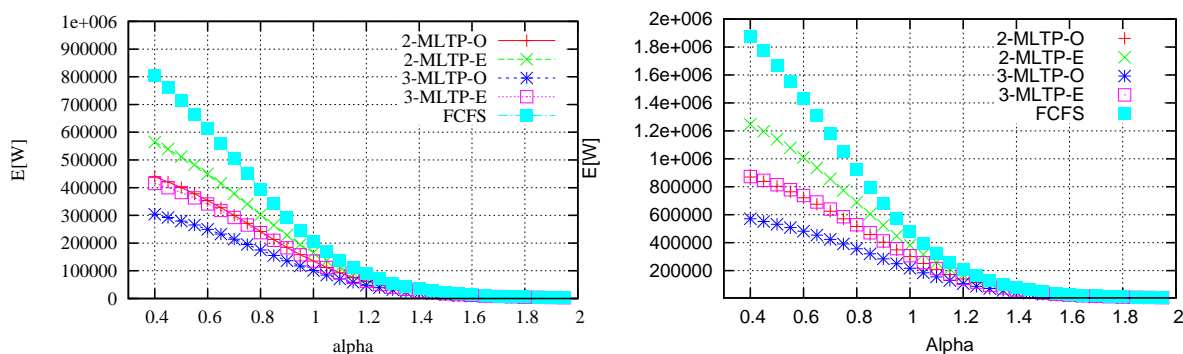 1e+006
900000
800000
700000
600000
500000
400000
300000
200000
100000
0
E[W]
0.4 0.6 0.8 1 1.2 1.4 1.6 1.8 2
alpha
2-MLTP-O
2-MLTP-E
3-MLTP-O
3-MLTP-E
FCFS
2e+006
1.8e+006
1.6e+006
1.4e+006
1.2e+006
1e+006
800000
600000
400000
200000
E[W]
0.4 0.6 0.8 1 1.2 1.4 1.6 1.8 2
Alpha
2-MLTP-O
2-MLTP-E
3-MLTP-O
3-MLTP-E
FCFS